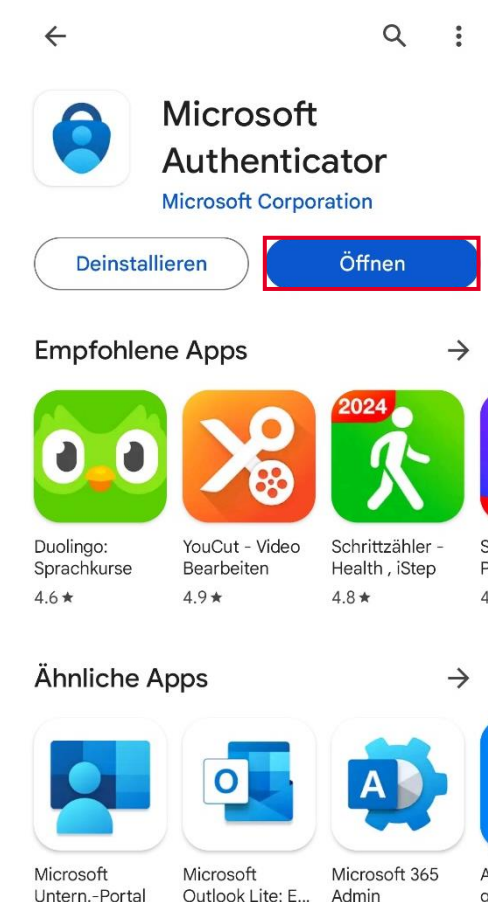 Microsoft
Authenticator
Microsoft Corporation
Deinstallieren
Öffnen
Empfohlene Apps
2024
Duolingo:
Sprachkurse
4.6 ★
YouCut - Video
Bearbeiten
4.9 ★
Schrittzähler -
Health , iStep
4.8 ★
Ähnliche Apps
O
A
Microsoft
Untern.-Portal
Microsoft
Outlook Lite: E...
Microsoft 365
Admin